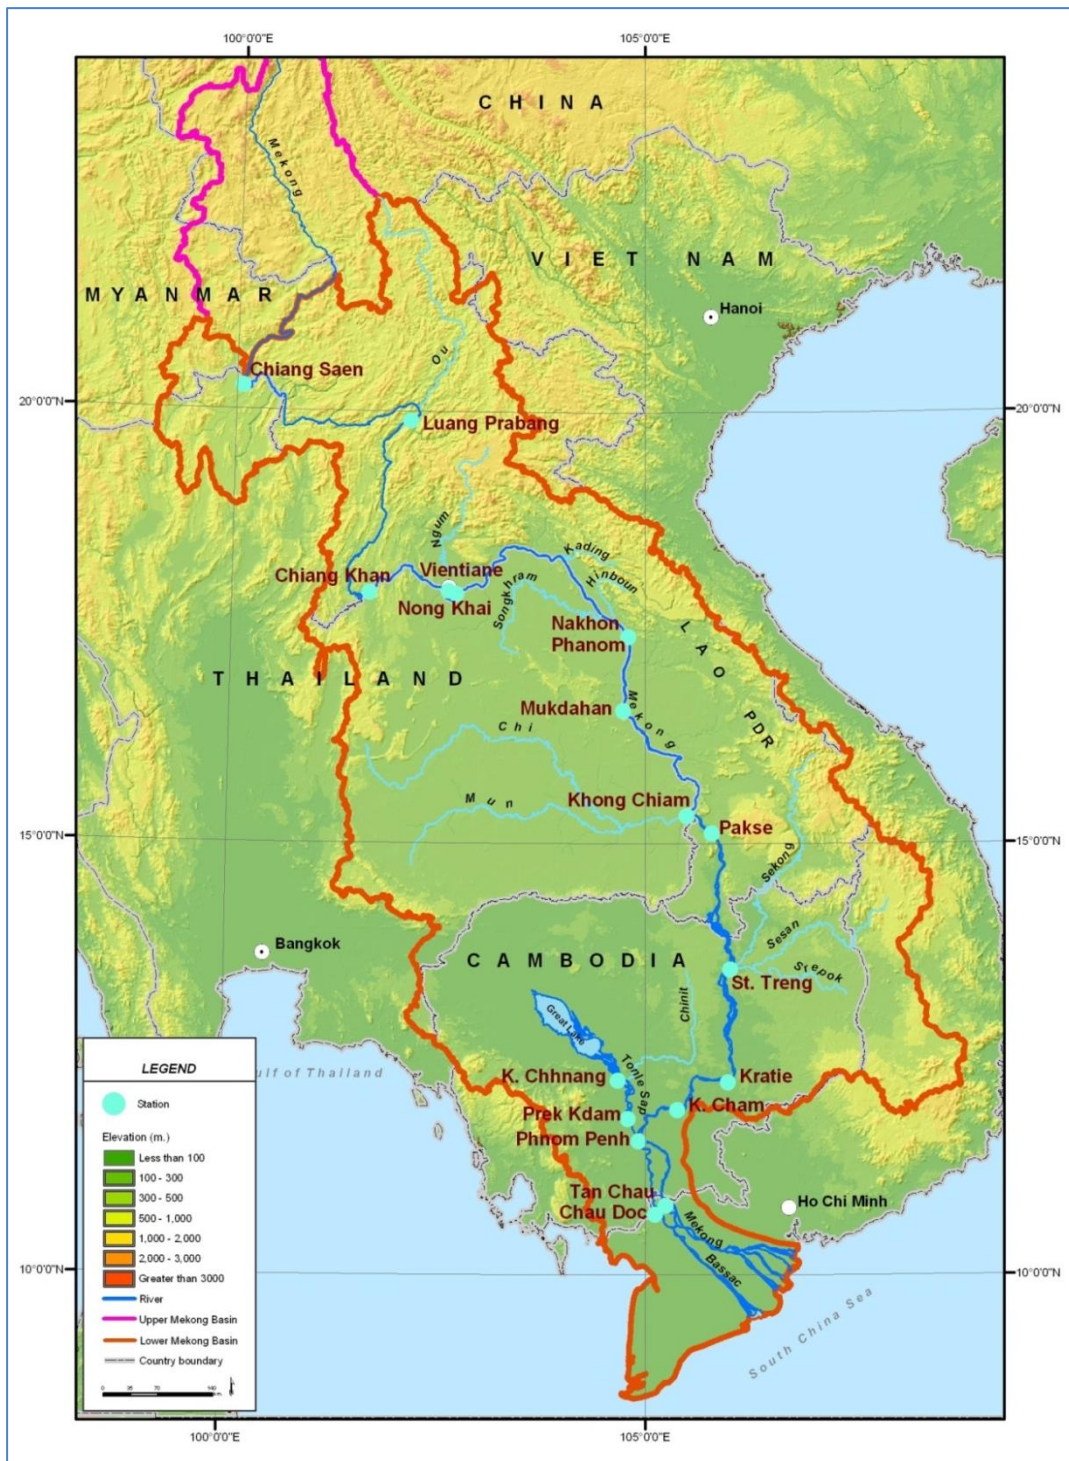 100°0'0"E
105°0'0"E
CHINA
Mekong
VIET NAM
MYANMAR
Hanoi
Chiang Saen
Ou
20°0'0"N
20°0'0"N
Luang Prabang
Ngum
Kading
Vientiane
Chiang Khan
Hinboun
Nong Khai
Songkhram
Nakhon
Phanom
LAO PDR
THAILAND
Mukdahan
Mekong
Chi
Khong Chiam
Mun
Pakse
15°0'0"N
15°0'0"N
Sekong
Bangkok
CAMBODIA
Sesan
Srepok
St. Treng
Chinit
Great Lake
Tonle Sap
K. Chhnang
Kratie
K. Cham
Prek Kdam
Phnom Penh
Tan Chau
Chau Doc
Ho Chi Minh
Mekong
Bassac
10°0'0"N
10°0'0"N
South China Sea
ulf of Thailand
LEGEND
Station
Elevation (m.)
Less than 100
100 - 300
300 - 500
500 - 1,000
1,000 - 2,000
2,000 - 3,000
Greater than 3000
River
Upper Mekong Basin
Lower Mekong Basin
Country boundary
100°0'0"E
105°0'0"E